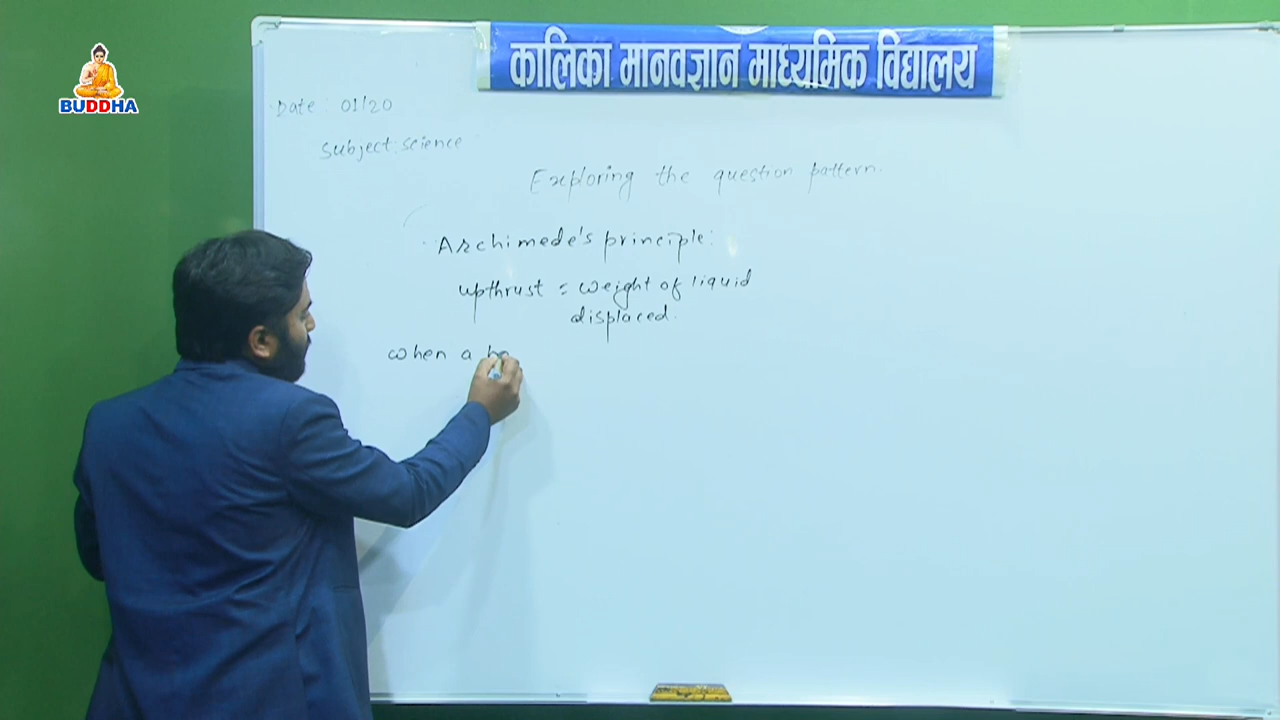 BUDDHA
कालिका मानवज्ञान माध्यमिक विद्यालय
Date : 01/20
Subject: science
Exploring the question pattern.
Archimede's principle:
upthrust = weight of liquid
displaced.
when a